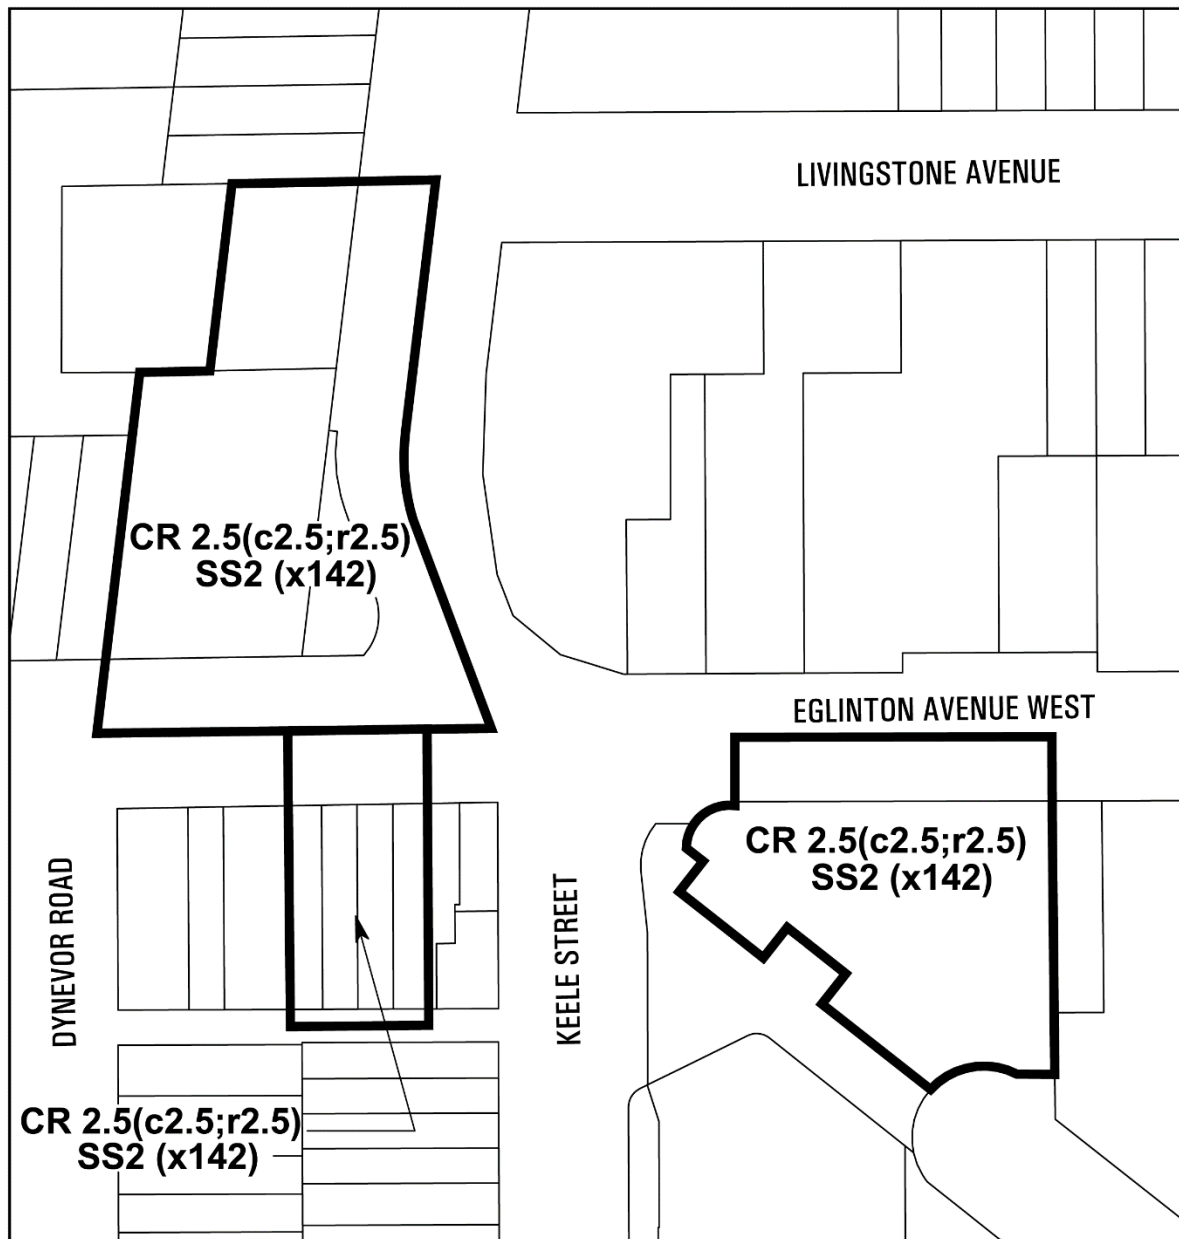 LIVINGSTONE AVENUE
CR 2.5(c2.5;r2.5)
SS2 (x142)
EGLINTON AVENUE WEST
CR 2.5(c2.5;r2.5)
SS2 (x142)
DYNEVOR ROAD
KEELE STREET
CR 2.5(c2.5;r2.5)
SS2 (x142)